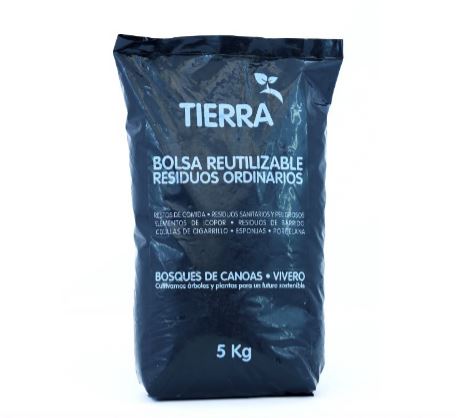 TIERRA
BOLSA REUTILIZABLE
RESIDUOS ORDINARIOS
RESTOS DE COMIDA • RESIDUOS SANITARIOS Y PELIGROSOS
ELEMENTOS DE ICOPOR • RESIDUOS DE BARRIDO
COLILLAS DE CIGARRILLO • ESPONJAS • PORCELANA
BOSQUES DE CANOAS • VIVERO
Cultivamos árboles y plantas para un futuro sostenible
5 Kg